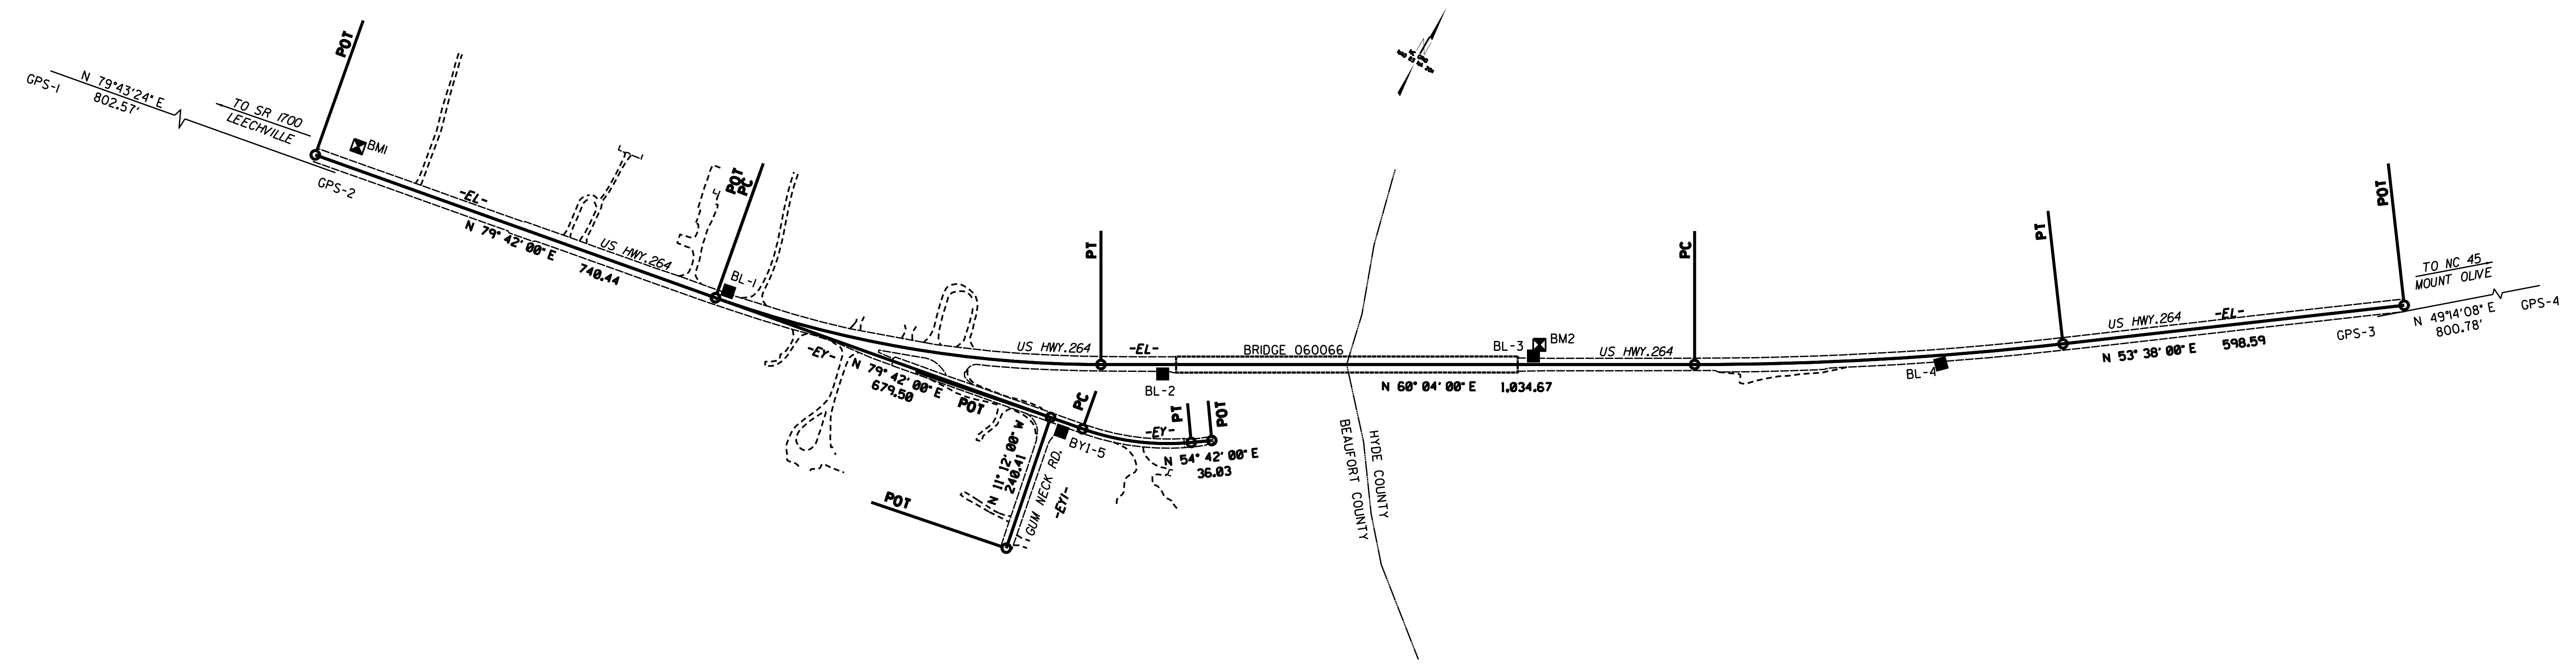 GPS-1
N 79°43'24" E
802.57'
TO SR 1700
LEECHVILLE
POT
BM1
GPS-2
-EL-
N 79° 42' 00" E
740.44
US HWY.264
POT
PC
BL-1
-EY-
N 79° 42' 00" E
679.50
POT
US HWY.264
PT
-EL-
BL-2
BRIDGE 060066
BL-3
BM2
US HWY.264
N 60° 04' 00" E
1,034.67
PC
PC
BY1-5
-EY-
PT
POT
N 54° 42' 00" E
36.03
N 11° 12' 00" W
240.41
GUM NECK RD.
-EY1-
POT
HYDE COUNTY
BEAUFORT COUNTY
BL-4
PT
US HWY.264
-EL-
N 53° 38' 00" E
598.59
POT
GPS-3
TO NC 45
MOUNT OLIVE
N 49°14'08" E
800.78'
GPS-4